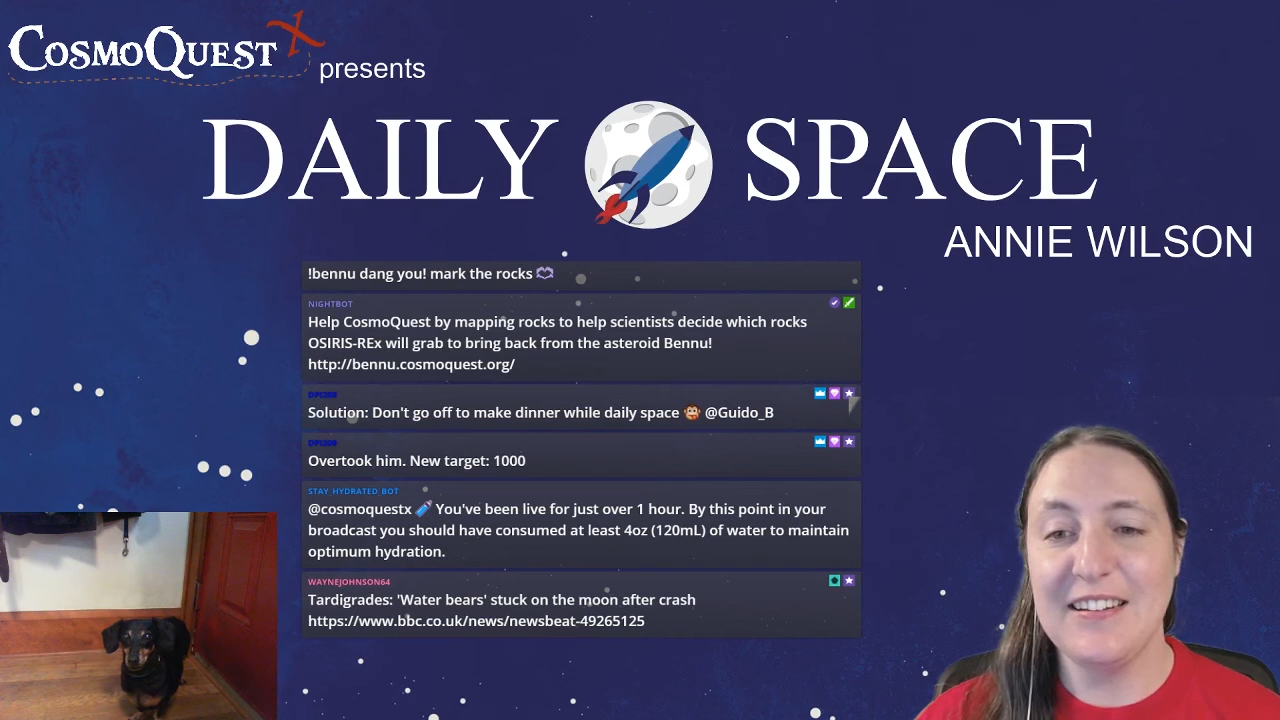 CosmoQuest X
presents
DAILY SPACE
ANNIE WILSON
!bennu dang you! mark the rocks
NIGHTBOT
Help CosmoQuest by mapping rocks to help scientists decide which rocks
OSIRIS-REx will grab to bring back from the asteroid Bennu!
http://bennu.cosmoquest.org/
Solution: Don't go off to make dinner while daily space @Guido_B
Overtook him. New target: 1000
STAY_HYDRATED_BOT
@cosmoquestx You've been live for just over 1 hour. By this point in your
broadcast you should have consumed at least 4oz (120mL) of water to maintain
optimum hydration.
WAYNEJOHNSON64
Tardigrades: 'Water bears' stuck on the moon after crash
https://www.bbc.co.uk/news/newsbeat-49265125